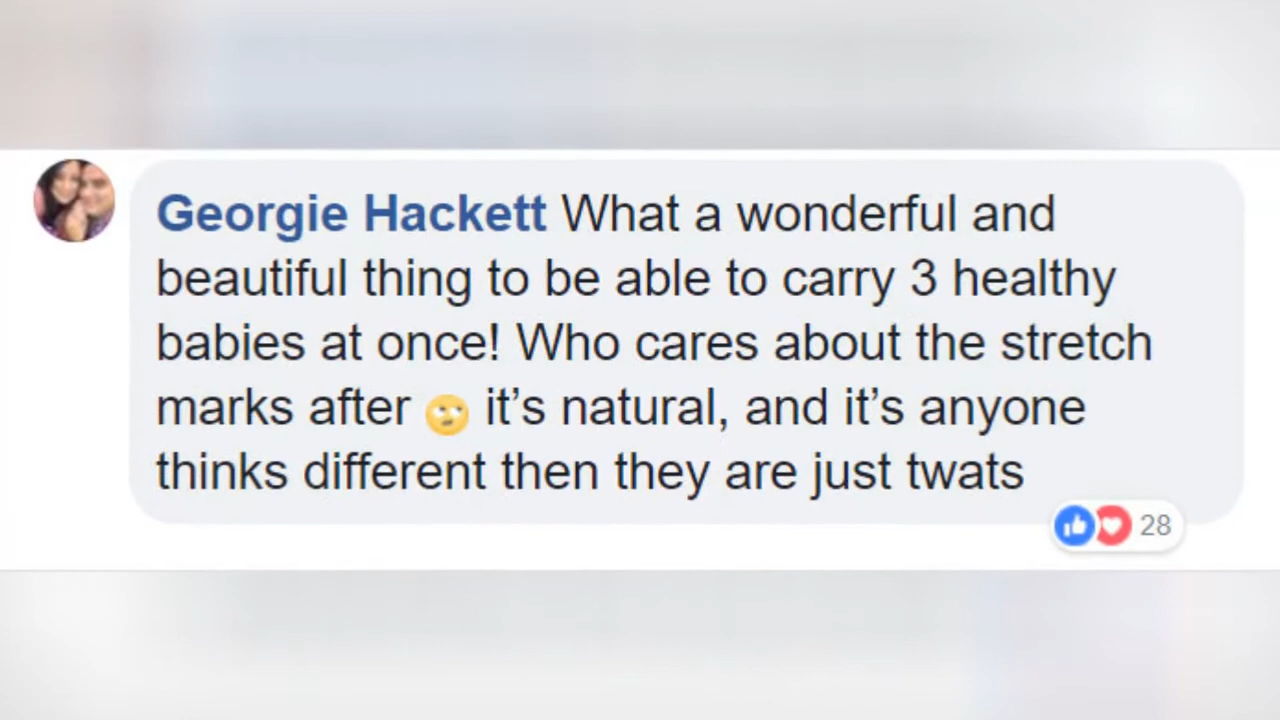 Georgie Hackett What a wonderful and
beautiful thing to be able to carry 3 healthy
babies at once! Who cares about the stretch
marks after 🙄 it’s natural, and it’s anyone
thinks different then they are just twats
28